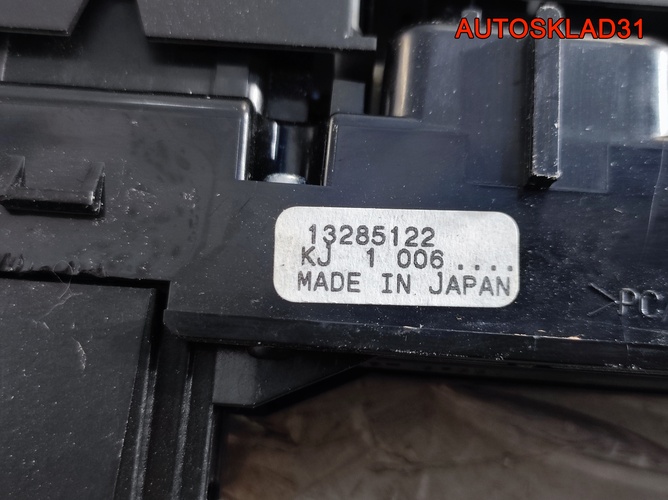 AUTOSKLAD31
13285122
KJ 1 006 ....
MADE IN JAPAN
>PC